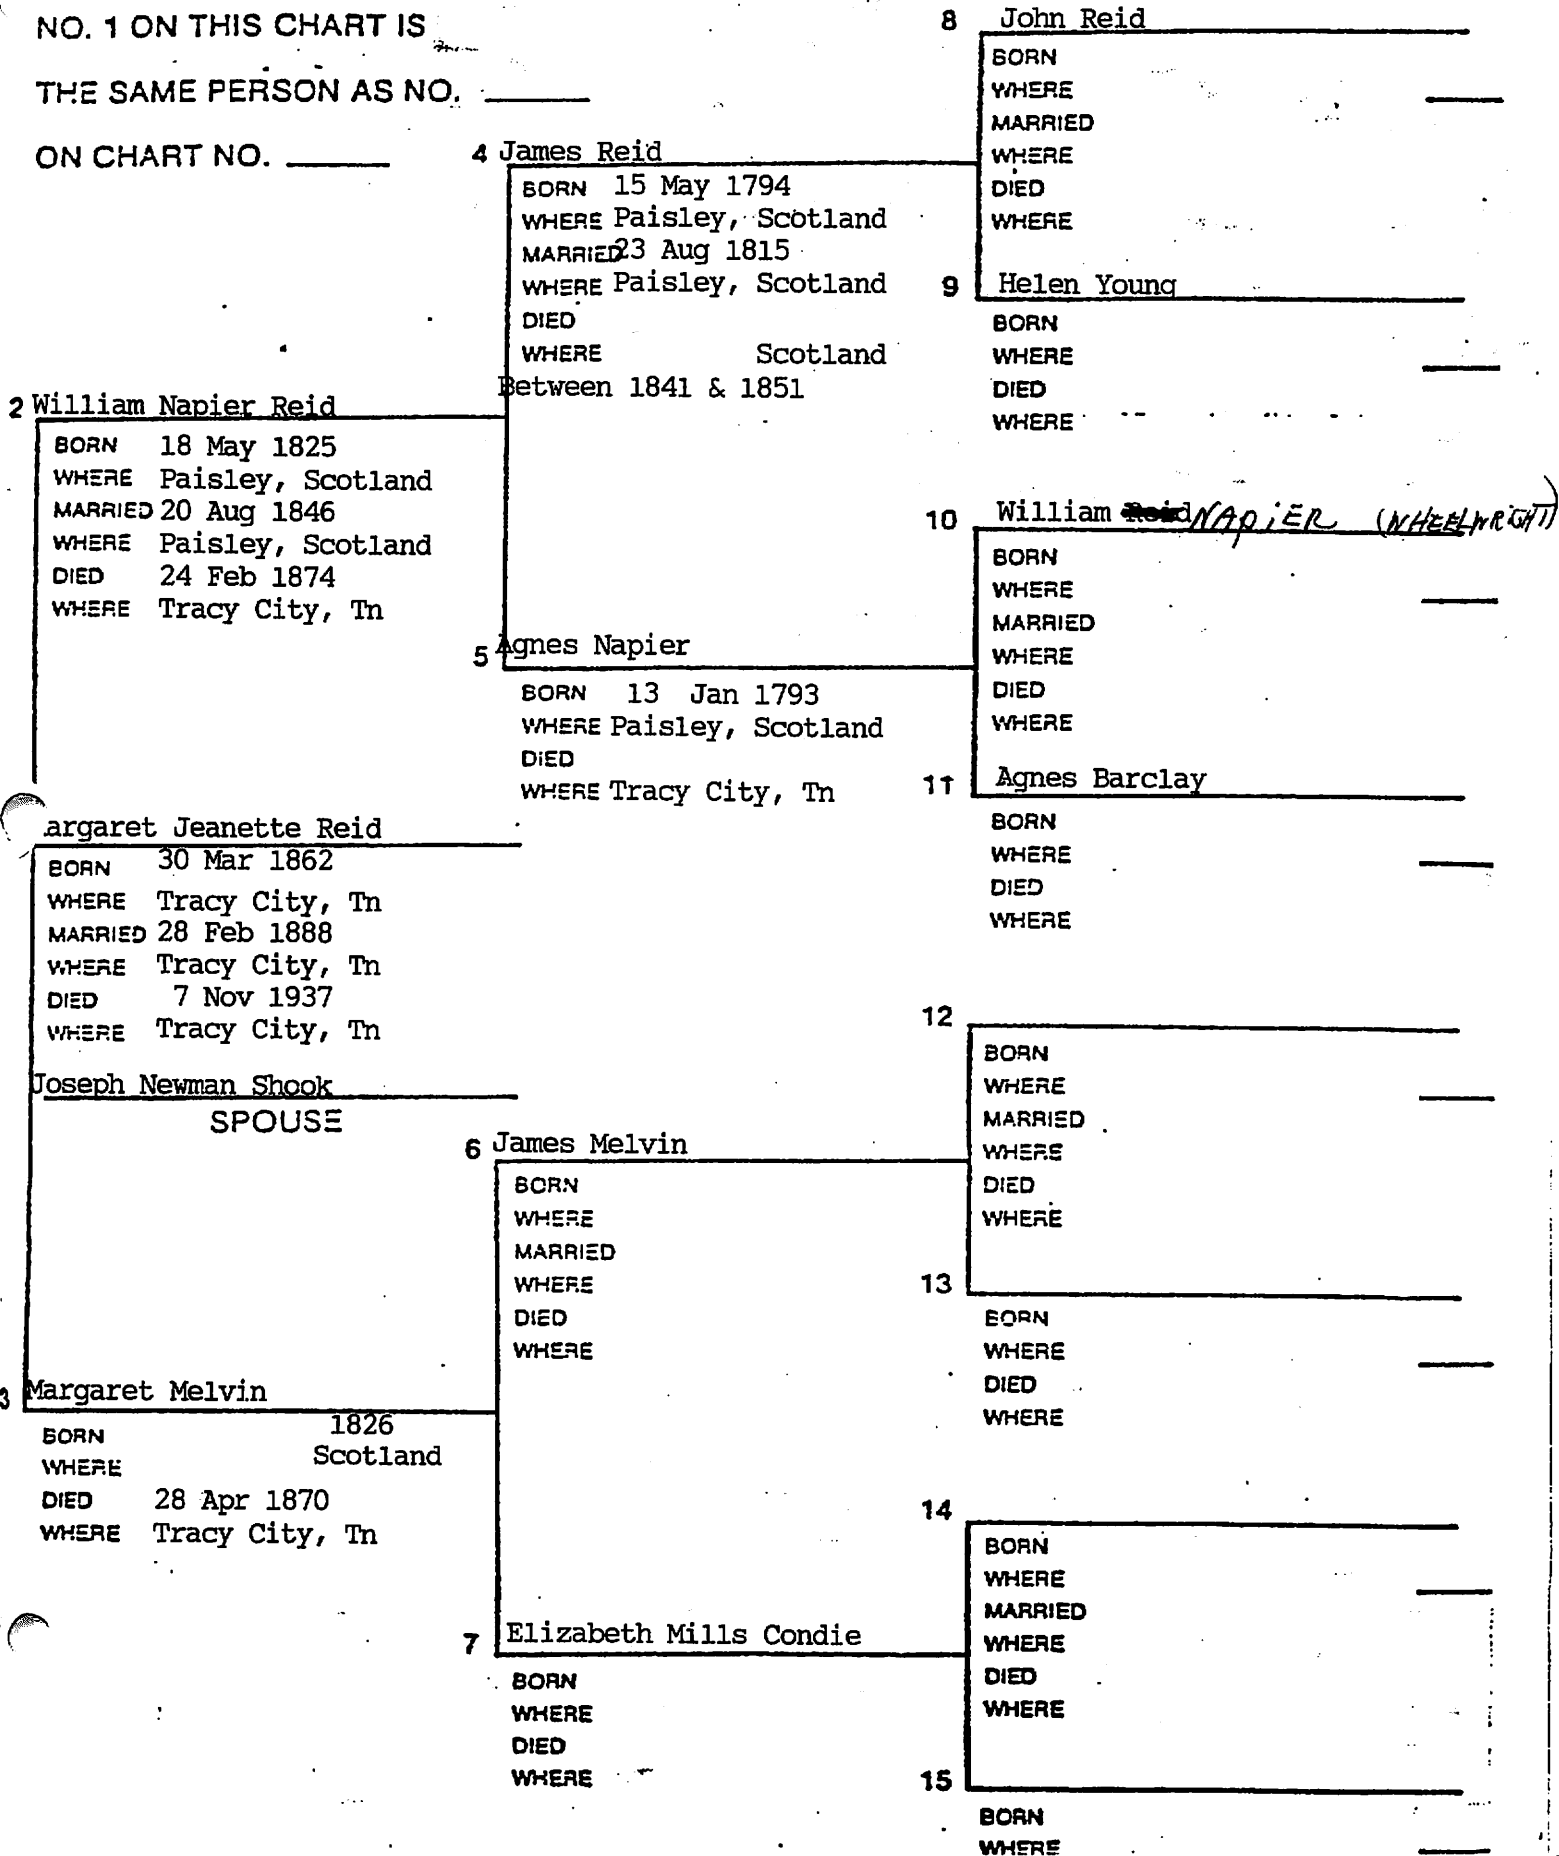 NO. 1 ON THIS CHART IS
THE SAME PERSON AS NO.
ON CHART NO.
2 William Napier Reid
BORN 18 May 1825
WHERE Paisley, Scotland
MARRIED 20 Aug 1846
WHERE Paisley, Scotland
DIED 24 Feb 1874
WHERE Tracy City, Tn
argaret Jeanette Reid
BORN 30 Mar 1862
WHERE Tracy City, Tn
MARRIED 28 Feb 1888
WHERE Tracy City, Tn
DIED 7 Nov 1937
WHERE Tracy City, Tn
Joseph Newman Shook
SPOUSE
3 Margaret Melvin
BORN 1826
WHERE Scotland
DIED 28 Apr 1870
WHERE Tracy City, Tn
4 James Reid
BORN 15 May 1794
WHERE Paisley, Scotland
MARRIED 23 Aug 1815
WHERE Paisley, Scotland
DIED
WHERE Scotland
Between 1841 & 1851
5 Agnes Napier
BORN 13 Jan 1793
WHERE Paisley, Scotland
DIED
WHERE Tracy City, Tn
6 James Melvin
BORN
WHERE
MARRIED
WHERE
DIED
WHERE
7 Elizabeth Mills Condie
BORN
WHERE
DIED
WHERE
8 John Reid
BORN
WHERE
MARRIED
WHERE
DIED
WHERE
9 Helen Young
BORN
WHERE
DIED
WHERE
10 William Reid NAPIER (WHEELWRIGHT)
BORN
WHERE
MARRIED
WHERE
DIED
WHERE
11 Agnes Barclay
BORN
WHERE
DIED
WHERE
12
BORN
WHERE
MARRIED
WHERE
DIED
WHERE
13
BORN
WHERE
DIED
WHERE
14
BORN
WHERE
MARRIED
WHERE
DIED
WHERE
15
BORN
WHERE